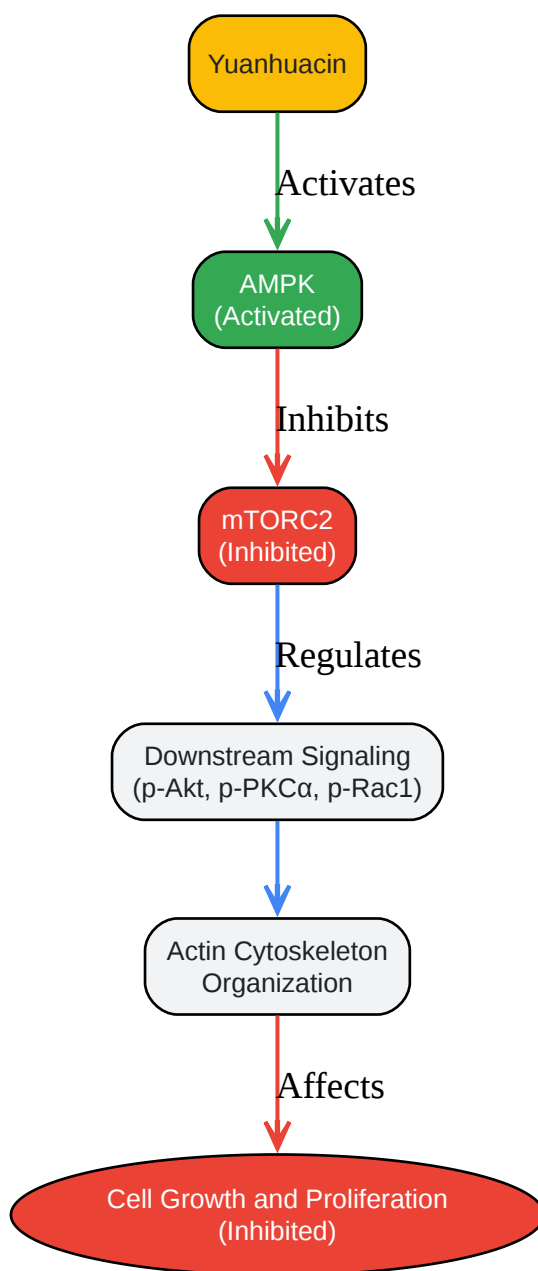 Yuanhuacin
Activates
AMPK
(Activated)
Inhibits
mTORC2
(Inhibited)
Regulates
Downstream Signaling
(p-Akt, p-PKCα, p-Rac1)
Actin Cytoskeleton
Organization
Affects
Cell Growth and Proliferation
(Inhibited)